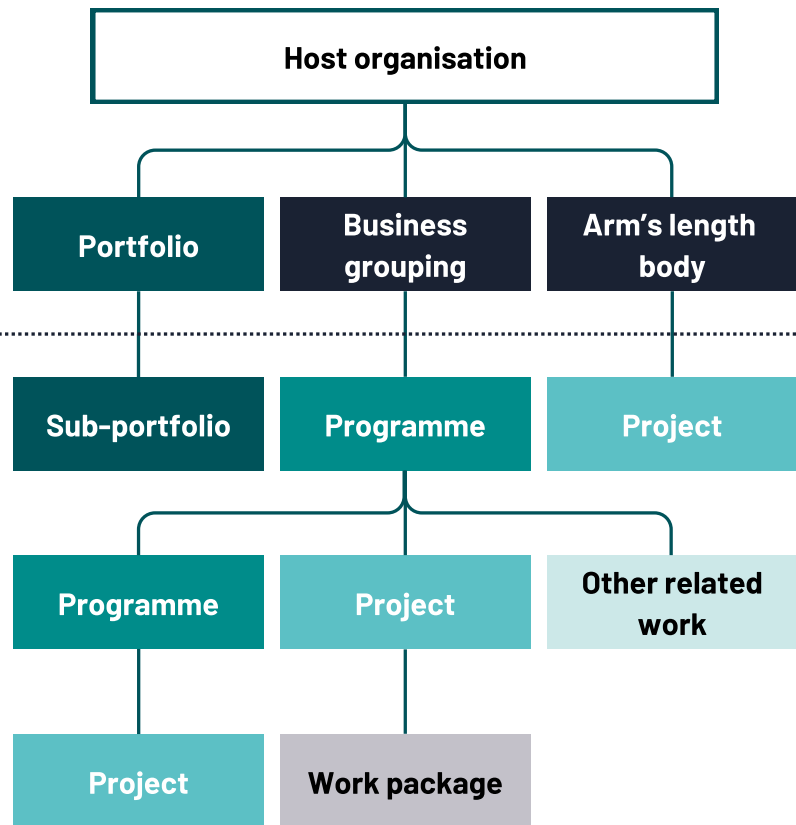 Host organisation
Portfolio
Business
grouping
Arm's length
body
Sub-portfolio
Programme
Project
Programme
Project
Other related
work
Project
Work package